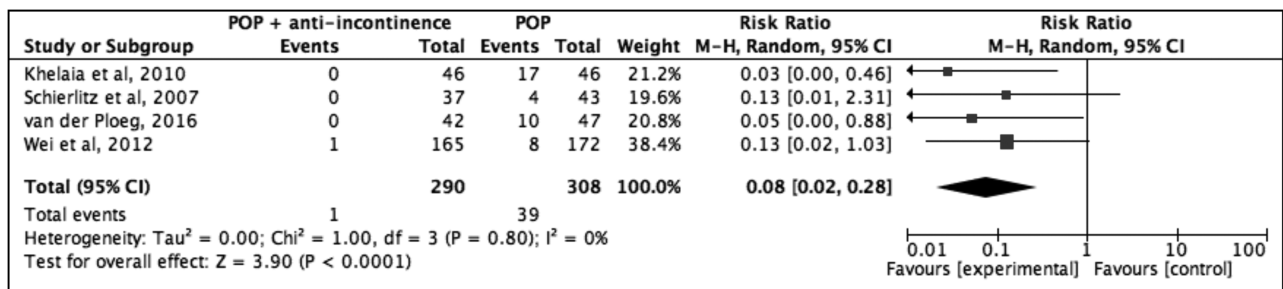 POP + anti-incontinence POP Risk Ratio Risk Ratio
Study or Subgroup Events Total Events Total Weight M-H, Random, 95% CI M-H, Random, 95% CI
Khelaia et al, 2010 0 46 17 46 21.2% 0.03 [0.00, 0.46]
Schierlitz et al, 2007 0 37 4 43 19.6% 0.13 [0.01, 2.31]
van der Ploeg, 2016 0 42 10 47 20.8% 0.05 [0.00, 0.88]
Wei et al, 2012 1 165 8 172 38.4% 0.13 [0.02, 1.03]
Total (95% CI) 290 308 100.0% 0.08 [0.02, 0.28]
Total events 1 39
Heterogeneity: Tau² = 0.00; Chi² = 1.00, df = 3 (P = 0.80); I² = 0%
Test for overall effect: Z = 3.90 (P < 0.0001)
0.01 0.1 1 10 100
Favours [experimental] Favours [control]